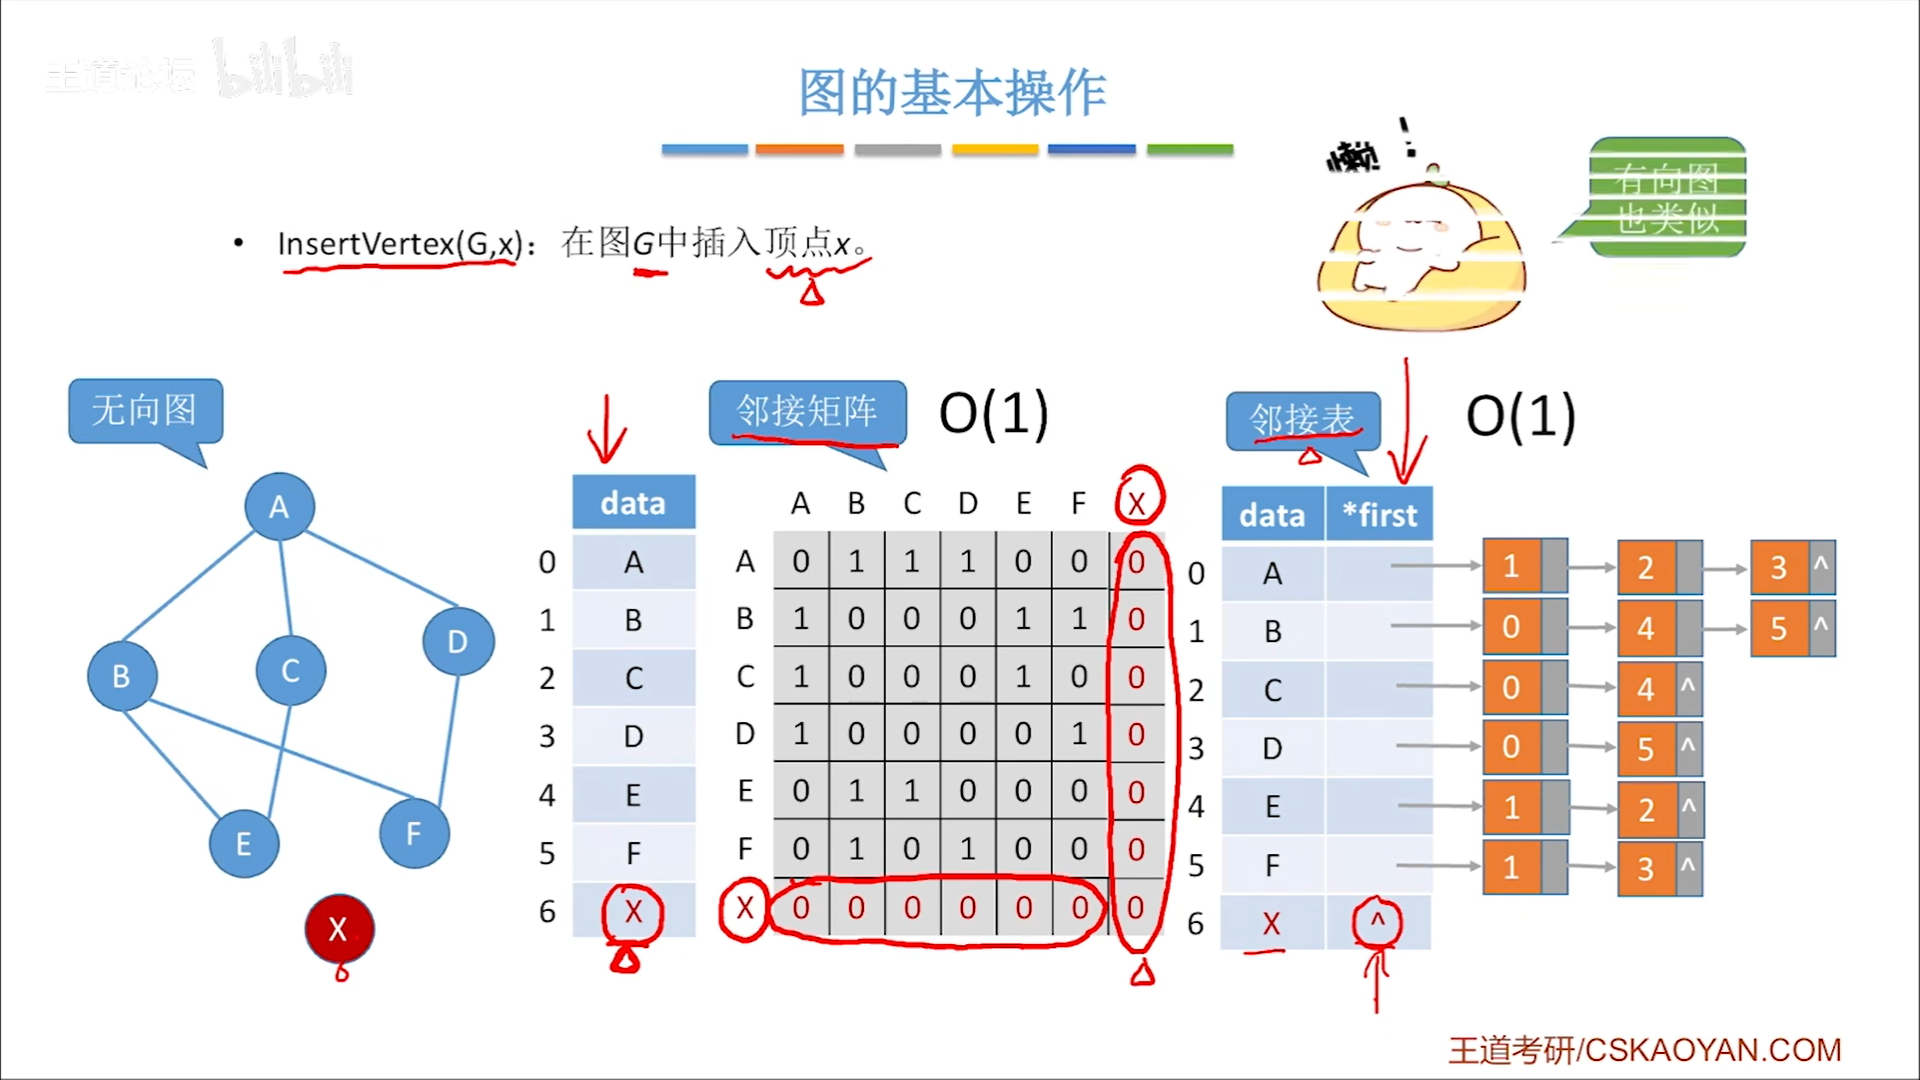 王道论坛 bilibili
图的基本操作
懒！
有向图
也类似
• InsertVertex(G,x)：在图G中插入顶点x。
无向图
邻接矩阵 O(1)
邻接表 O(1)
A
B
C
D
E
F
X
data
0 A
1 B
2 C
3 D
4 E
5 F
6 X
A B C D E F X
A 0 1 1 1 0 0 0
B 1 0 0 0 1 1 0
C 1 0 0 0 1 0 0
D 1 0 0 0 0 1 0
E 0 1 1 0 0 0 0
F 0 1 0 1 0 0 0
X 0 0 0 0 0 0 0
data *first
0 A 1 2 3 ^
1 B 0 4 5 ^
2 C 0 4 ^
3 D 0 5 ^
4 E 1 2 ^
5 F 1 3 ^
6 X ^
王道考研/CSKAOYAN.COM